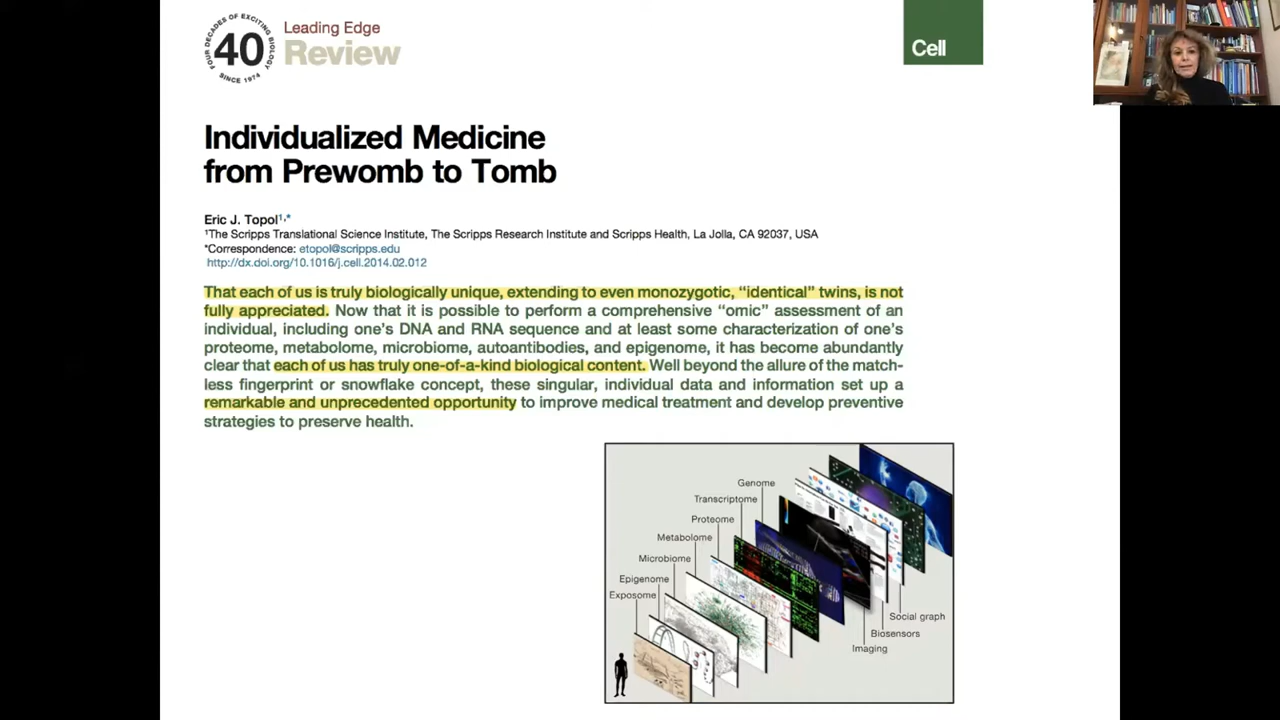 FOUR DECADES OF EXCITING BIOLOGY
40
SINCE 1974
Leading Edge
Review
Cell
Individualized Medicine
from Prewomb to Tomb
Eric J. Topol¹,*
¹The Scripps Translational Science Institute, The Scripps Research Institute and Scripps Health, La Jolla, CA 92037, USA
*Correspondence: etopol@scripps.edu
http://dx.doi.org/10.1016/j.cell.2014.02.012
That each of us is truly biologically unique, extending to even monozygotic, “identical” twins, is not
fully appreciated. Now that it is possible to perform a comprehensive “omic” assessment of an
individual, including one’s DNA and RNA sequence and at least some characterization of one’s
proteome, metabolome, microbiome, autoantibodies, and epigenome, it has become abundantly
clear that each of us has truly one-of-a-kind biological content. Well beyond the allure of the match-
less fingerprint or snowflake concept, these singular, individual data and information set up a
remarkable and unprecedented opportunity to improve medical treatment and develop preventive
strategies to preserve health.
Genome
Transcriptome
Proteome
Metabolome
Microbiome
Epigenome
Exposome
Social graph
Biosensors
Imaging